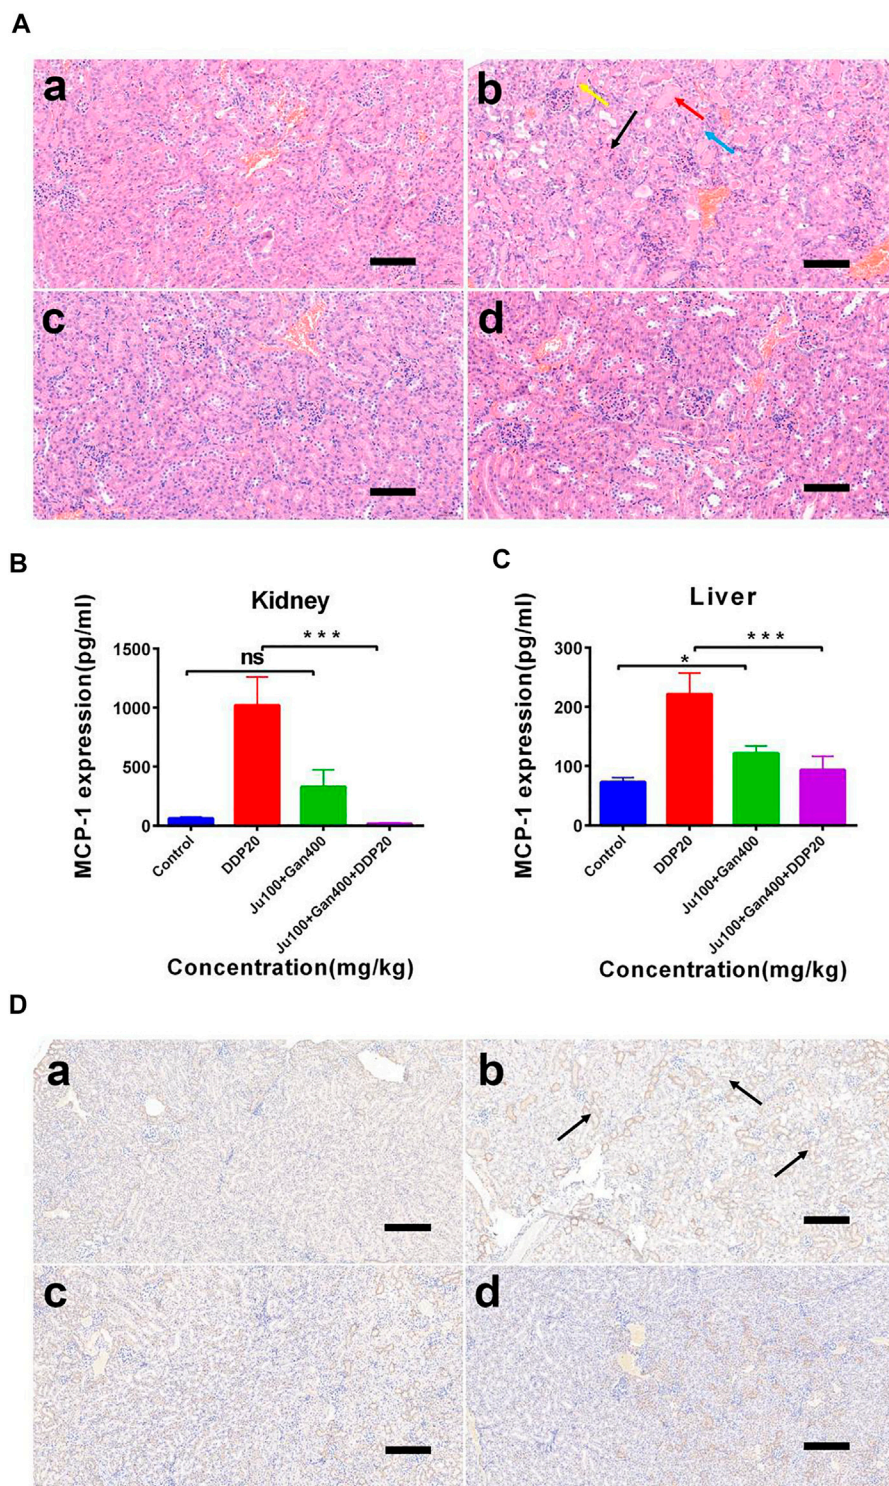 A
a
b
c
d
B
Kidney
MCP-1 expression(pg/ml)
1500
1000
500
0
ns
* * *
Control
DDP20
Ju100+Gan400
Ju100+Gan400+DDP20
Concentration(mg/kg)
C
Liver
MCP-1 expression(pg/ml)
300
200
100
0
*
* * *
Control
DDP20
Ju100+Gan400
Ju100+Gan400+DDP20
Concentration(mg/kg)
D
a
b
c
d